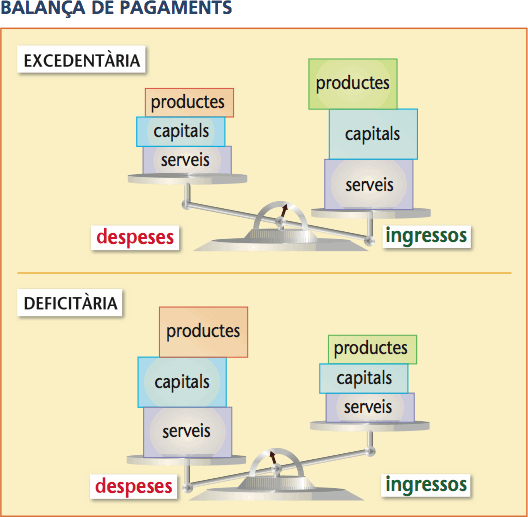 BALANÇA DE PAGAMENTS
EXCEDENTÀRIA
productes
capitals
serveis
productes
capitals
serveis
despeses
ingressos
DEFICITÀRIA
productes
capitals
serveis
productes
capitals
serveis
despeses
ingressos